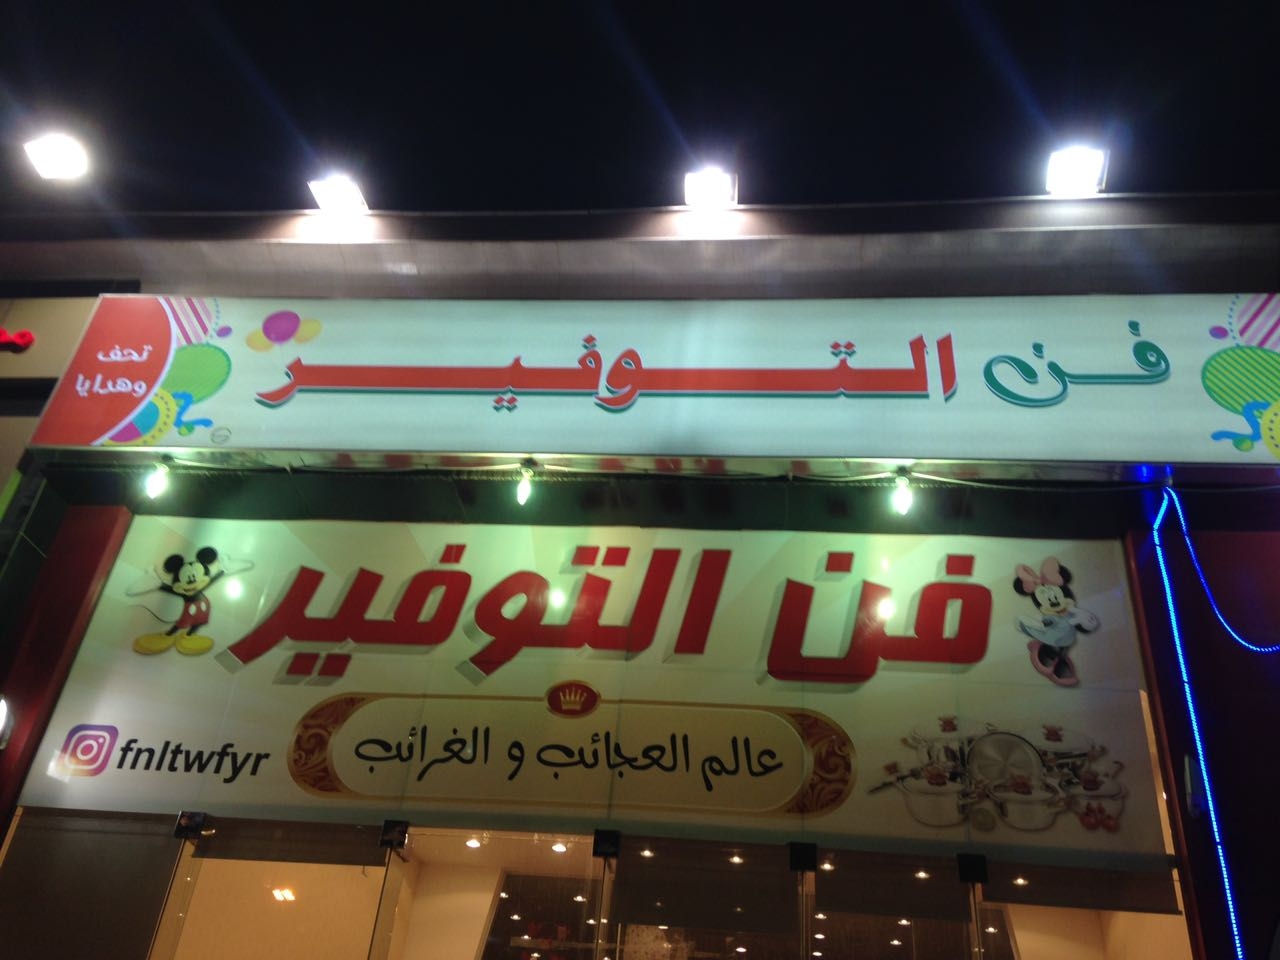 فن التوفير
تحف
وهدايا
فن التوفير
عالم العجائب و الغرائب
fnltwfyr